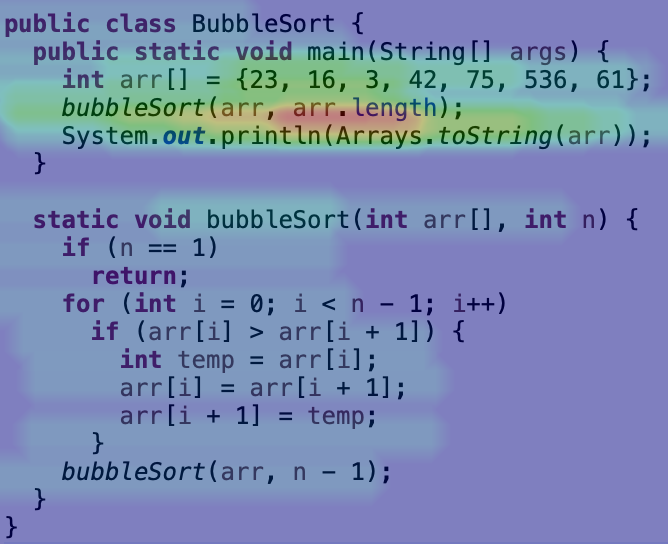 public class BubbleSort {
  public static void main(String[] args) {
    int arr[] = {23, 16, 3, 42, 75, 536, 61};
    bubbleSort(arr, arr.length);
    System.out.println(Arrays.toString(arr));
  }

  static void bubbleSort(int arr[], int n) {
    if (n == 1)
      return;
    for (int i = 0; i < n - 1; i++)
      if (arr[i] > arr[i + 1]) {
        int temp = arr[i];
        arr[i] = arr[i + 1];
        arr[i + 1] = temp;
      }
    bubbleSort(arr, n - 1);
  }
}